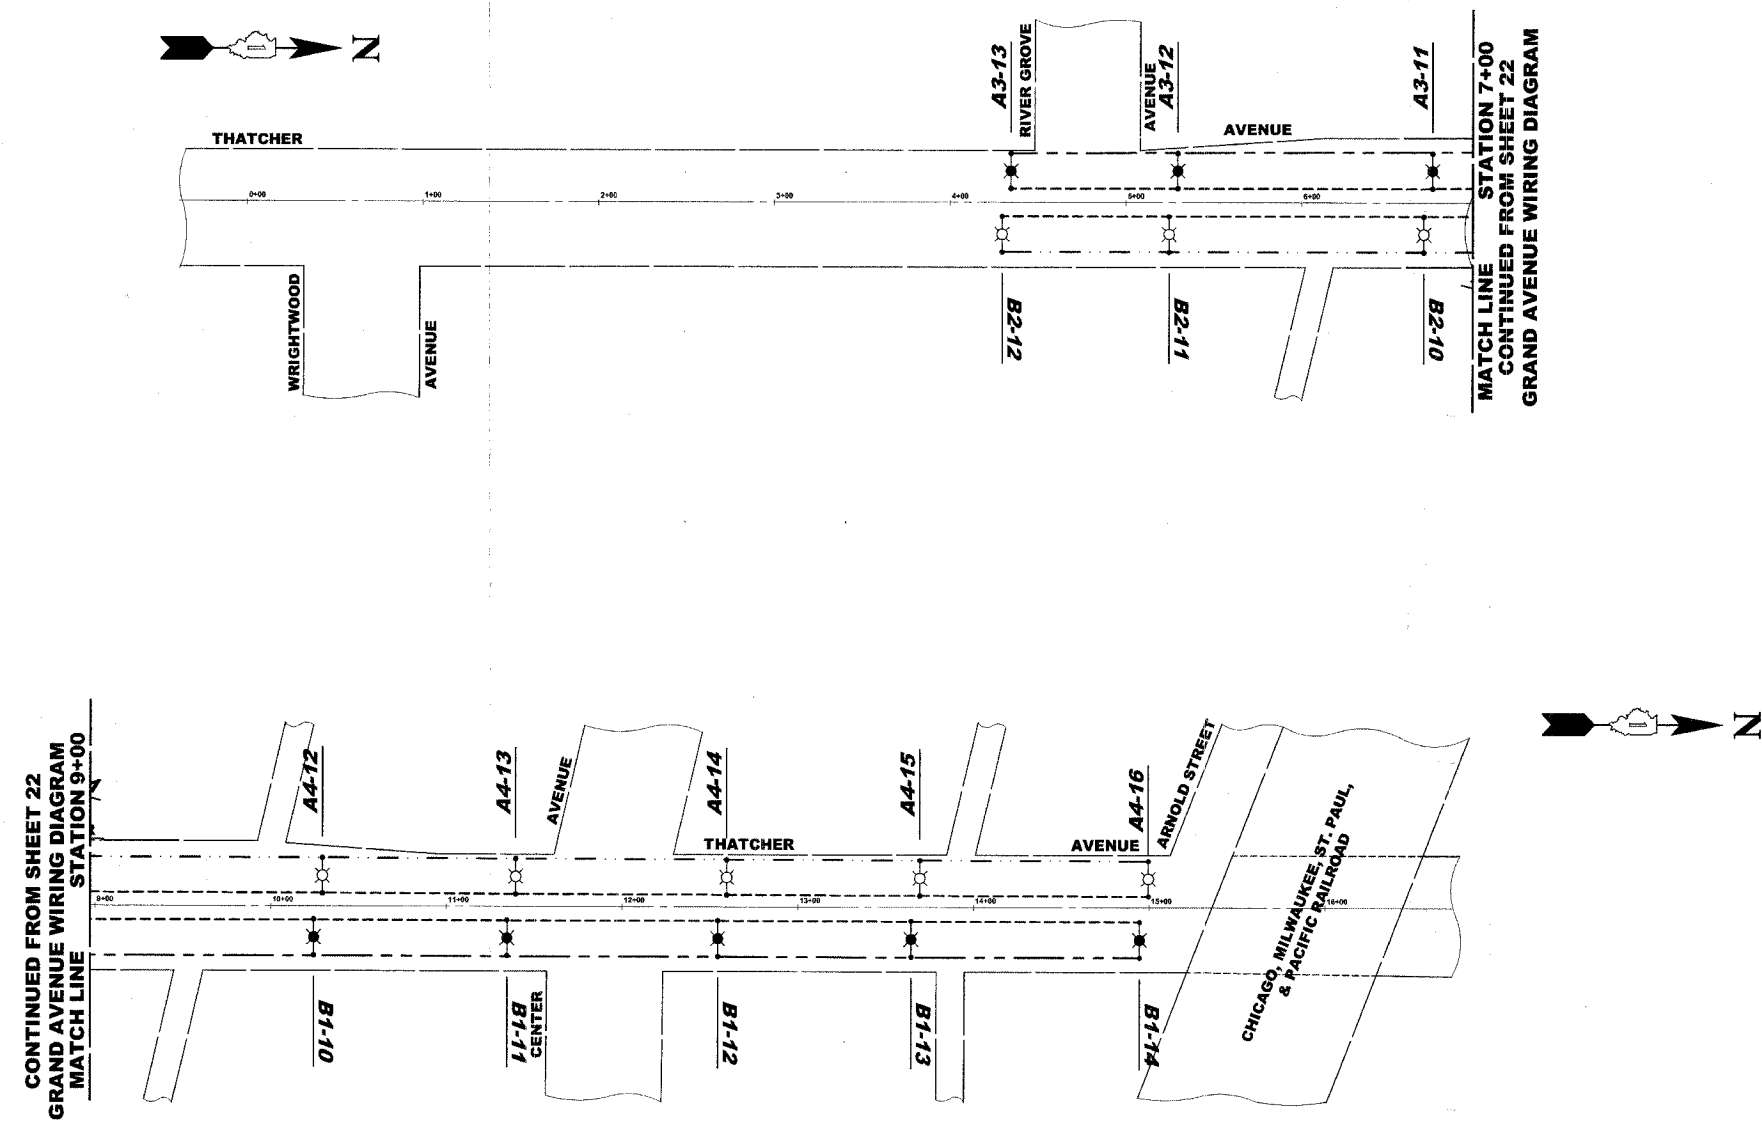 N
THATCHER
AVENUE
RIVER GROVE
AVENUE
A3-13
A3-12
A3-11
0+00
1+00
2+00
3+00
4+00
5+00
6+00
WRIGHTWOOD
AVENUE
B2-12
B2-11
B2-10
MATCH LINE STATION 7+00
CONTINUED FROM SHEET 22
GRAND AVENUE WIRING DIAGRAM
N
CONTINUED FROM SHEET 22
GRAND AVENUE WIRING DIAGRAM
MATCH LINE STATION 9+00
A4-12
A4-13
AVENUE
A4-14
A4-15
A4-16
ARNOLD STREET
THATCHER
AVENUE
9+00
10+00
11+00
12+00
13+00
14+00
15+00
16+00
B1-10
B1-11
CENTER
B1-12
B1-13
B1-14
CHICAGO, MILWAUKEE, ST. PAUL,
& PACIFIC RAILROAD